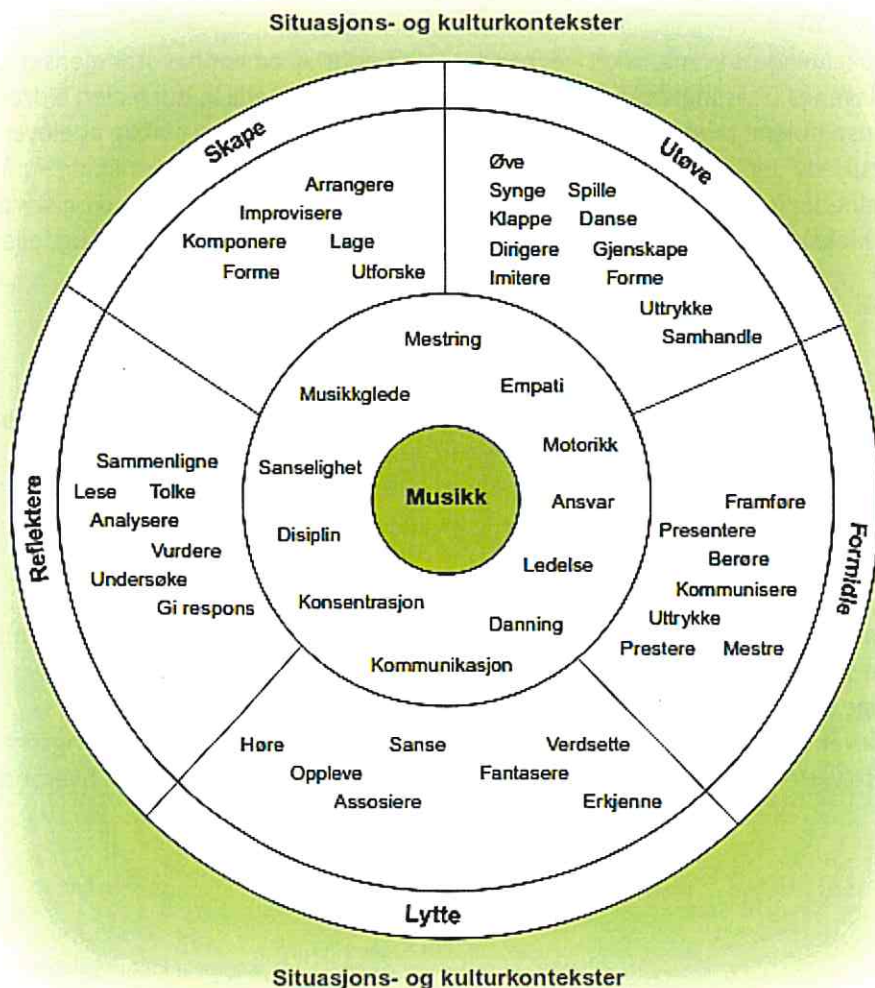 Situasjons- og kulturkontekster
Skape
Arrangere
Improvisere
Komponere Lage
Forme Utforske
Utøve
Øve
Synge Spille
Klappe Danse
Dirigere Gjenskape
Imitere Forme
Uttrykke
Samhandle
Mestring
Musikkglede
Empati
Sanselighet
Motorikk
Musikk
Ansvar
Disiplin
Ledelse
Konsentrasjon
Danning
Kommunikasjon
Reflektere
Sammenligne
Lese Tolke
Analysere
Vurdere
Undersøke
Gi respons
Formidle
Framføre
Presentere
Berøre
Kommunisere
Uttrykke
Prestere Mestre
Høre Sanse Verdsette
Oppleve Fantasere
Assosiere Erkjenne
Lytte
Situasjons- og kulturkontekster